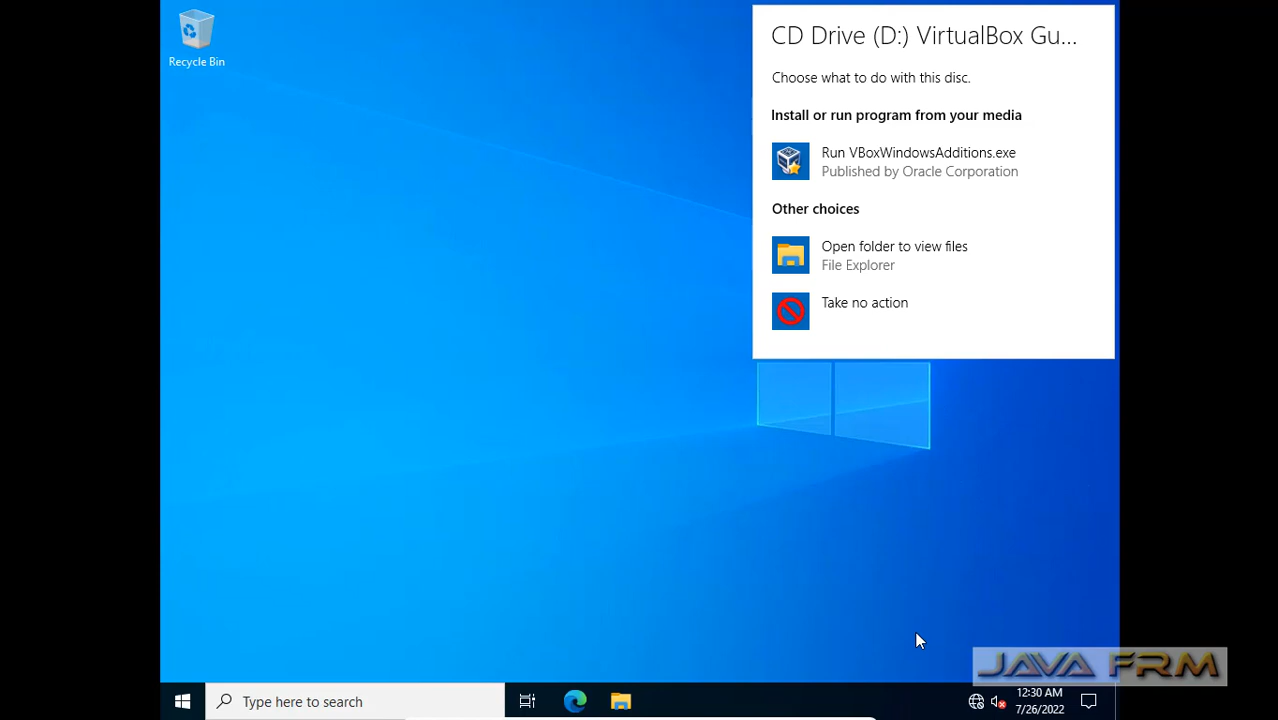 Recycle Bin
CD Drive (D:) VirtualBox Gu...
Choose what to do with this disc.
Install or run program from your media
Run VBoxWindowsAdditions.exe
Published by Oracle Corporation
Other choices
Open folder to view files
File Explorer
Take no action
JAVA FRM
Type here to search
12:30 AM
7/26/2022